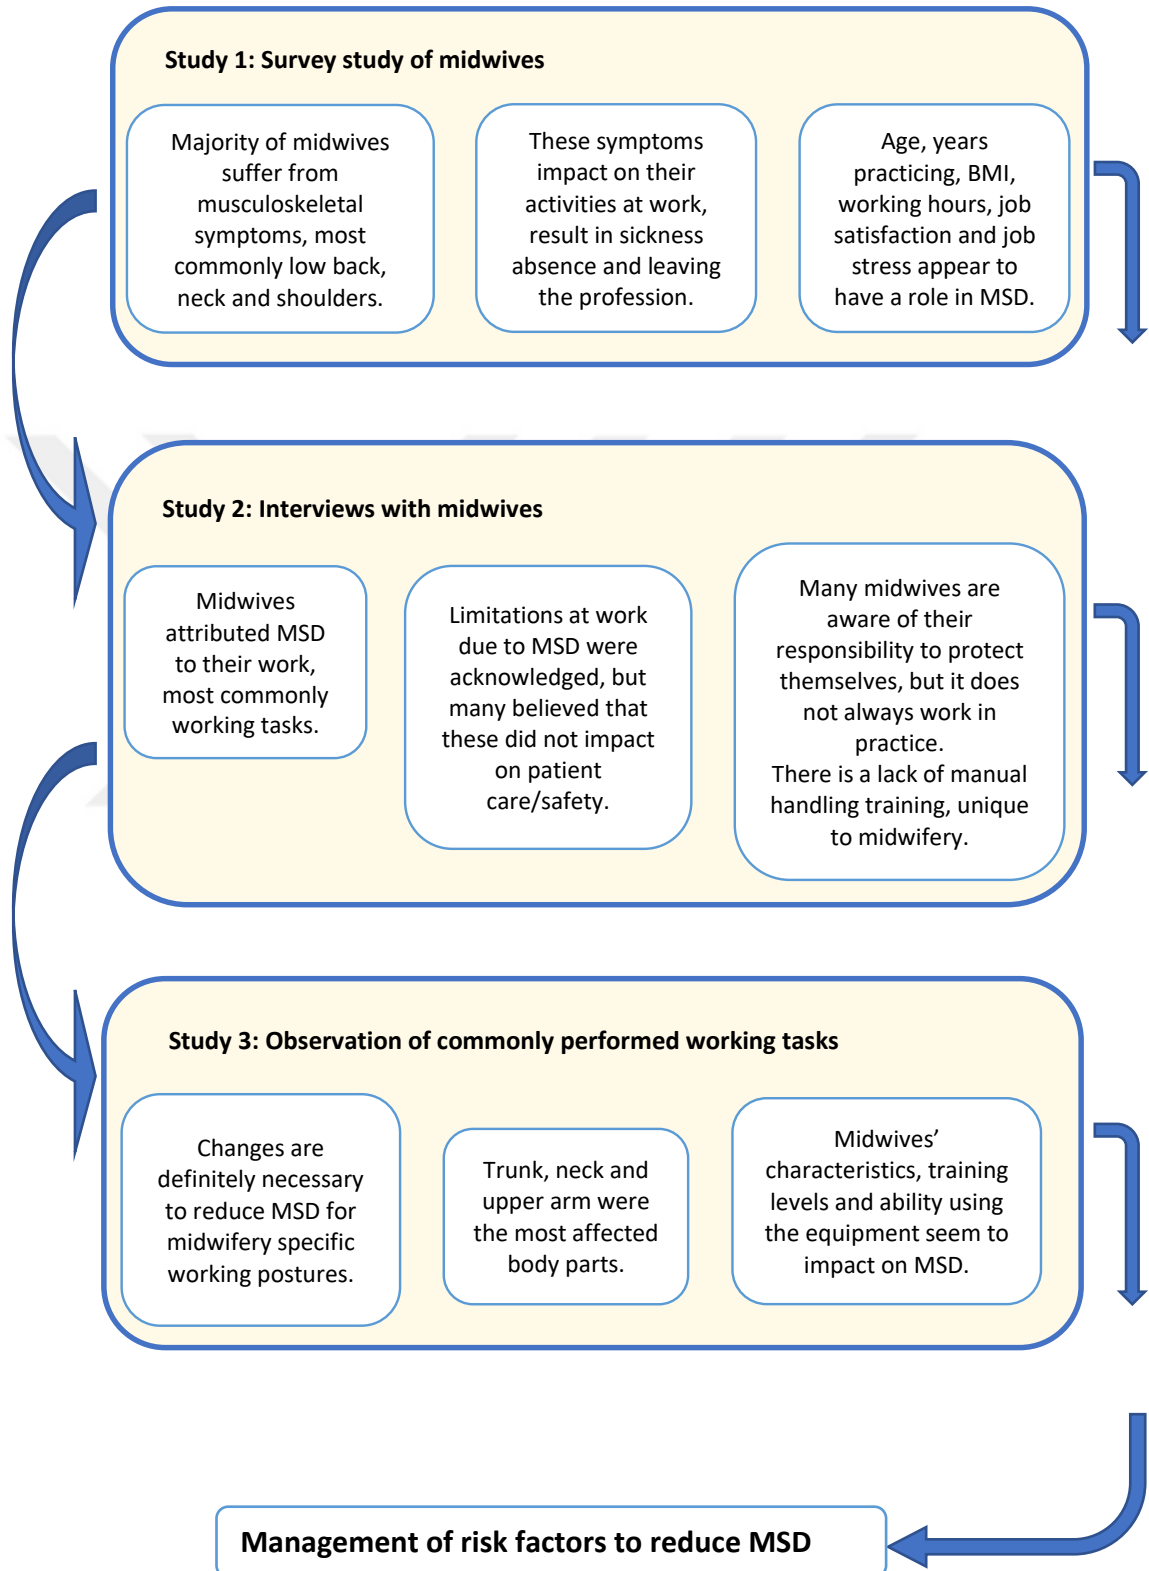 Study 1: Survey study of midwives
Majority of midwives
suffer from
musculoskeletal
symptoms, most
commonly low back,
neck and shoulders.
These symptoms
impact on their
activities at work,
result in sickness
absence and leaving
the profession.
Age, years
practicing, BMI,
working hours, job
satisfaction and job
stress appear to
have a role in MSD.
Study 2: Interviews with midwives
Midwives
attributed MSD
to their work,
most commonly
working tasks.
Limitations at work
due to MSD were
acknowledged, but
many believed that
these did not impact
on patient
care/safety.
Many midwives are
aware of their
responsibility to protect
themselves, but it does
not always work in
practice.
There is a lack of manual
handling training, unique
to midwifery.
Study 3: Observation of commonly performed working tasks
Changes are
definitely necessary
to reduce MSD for
midwifery specific
working postures.
Trunk, neck and
upper arm were
the most affected
body parts.
Midwives’
characteristics, training
levels and ability using
the equipment seem to
impact on MSD.
Management of risk factors to reduce MSD